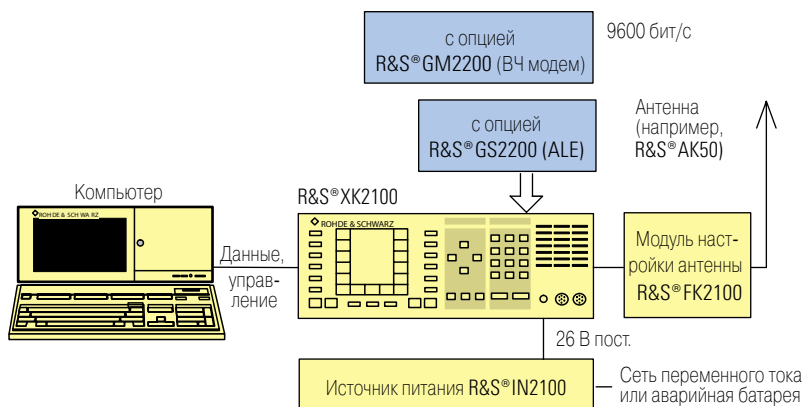 с опцией
R&S®GM2200 (ВЧ модем)
9600 бит/с
с опцией
R&S®GS2200 (ALE)
Антенна
(например,
R&S®AK50)
Компьютер
ROHDE & SCHWARZ
R&S®XK2100
ROHDE & SCHWARZ
Данные,
управ-
ление
Модуль наст-
ройки антенны
R&S®FK2100
26 В пост.
Источник питания R&S®IN2100
Сеть переменного тока
или аварийная батарея